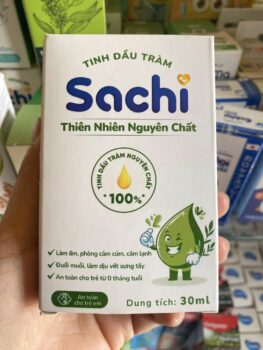 TINH DẦU TRÀM
Sachi
Thiên Nhiên Nguyên Chất
TINH DẦU TRÀM NGUYÊN CHẤT
100%
Làm ấm, phòng cảm cúm, cảm lạnh
Đuổi muỗi, làm dịu vết sưng tấy
An toàn cho trẻ từ 0 tháng tuổi
An toàn
cho trẻ em
Dung tích: 30ml